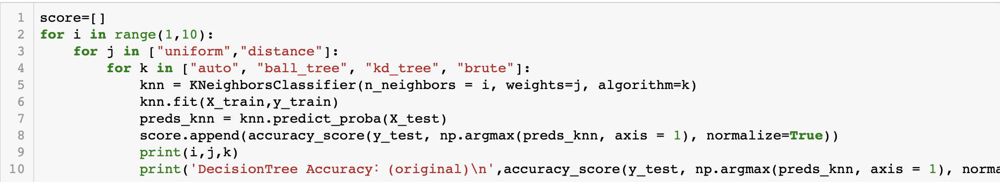 1 score=[]
2 for i in range(1,10):
3     for j in ["uniform","distance"]:
4         for k in ["auto", "ball_tree", "kd_tree", "brute"]:
5             knn = KNeighborsClassifier(n_neighbors = i, weights=j, algorithm=k)
6             knn.fit(X_train,y_train)
7             preds_knn = knn.predict_proba(X_test)
8             score.append(accuracy_score(y_test, np.argmax(preds_knn, axis = 1), normalize=True))
9             print(i,j,k)
10             print('DecisionTree Accuracy: (original)\n',accuracy_score(y_test, np.argmax(preds_knn, axis = 1), norma